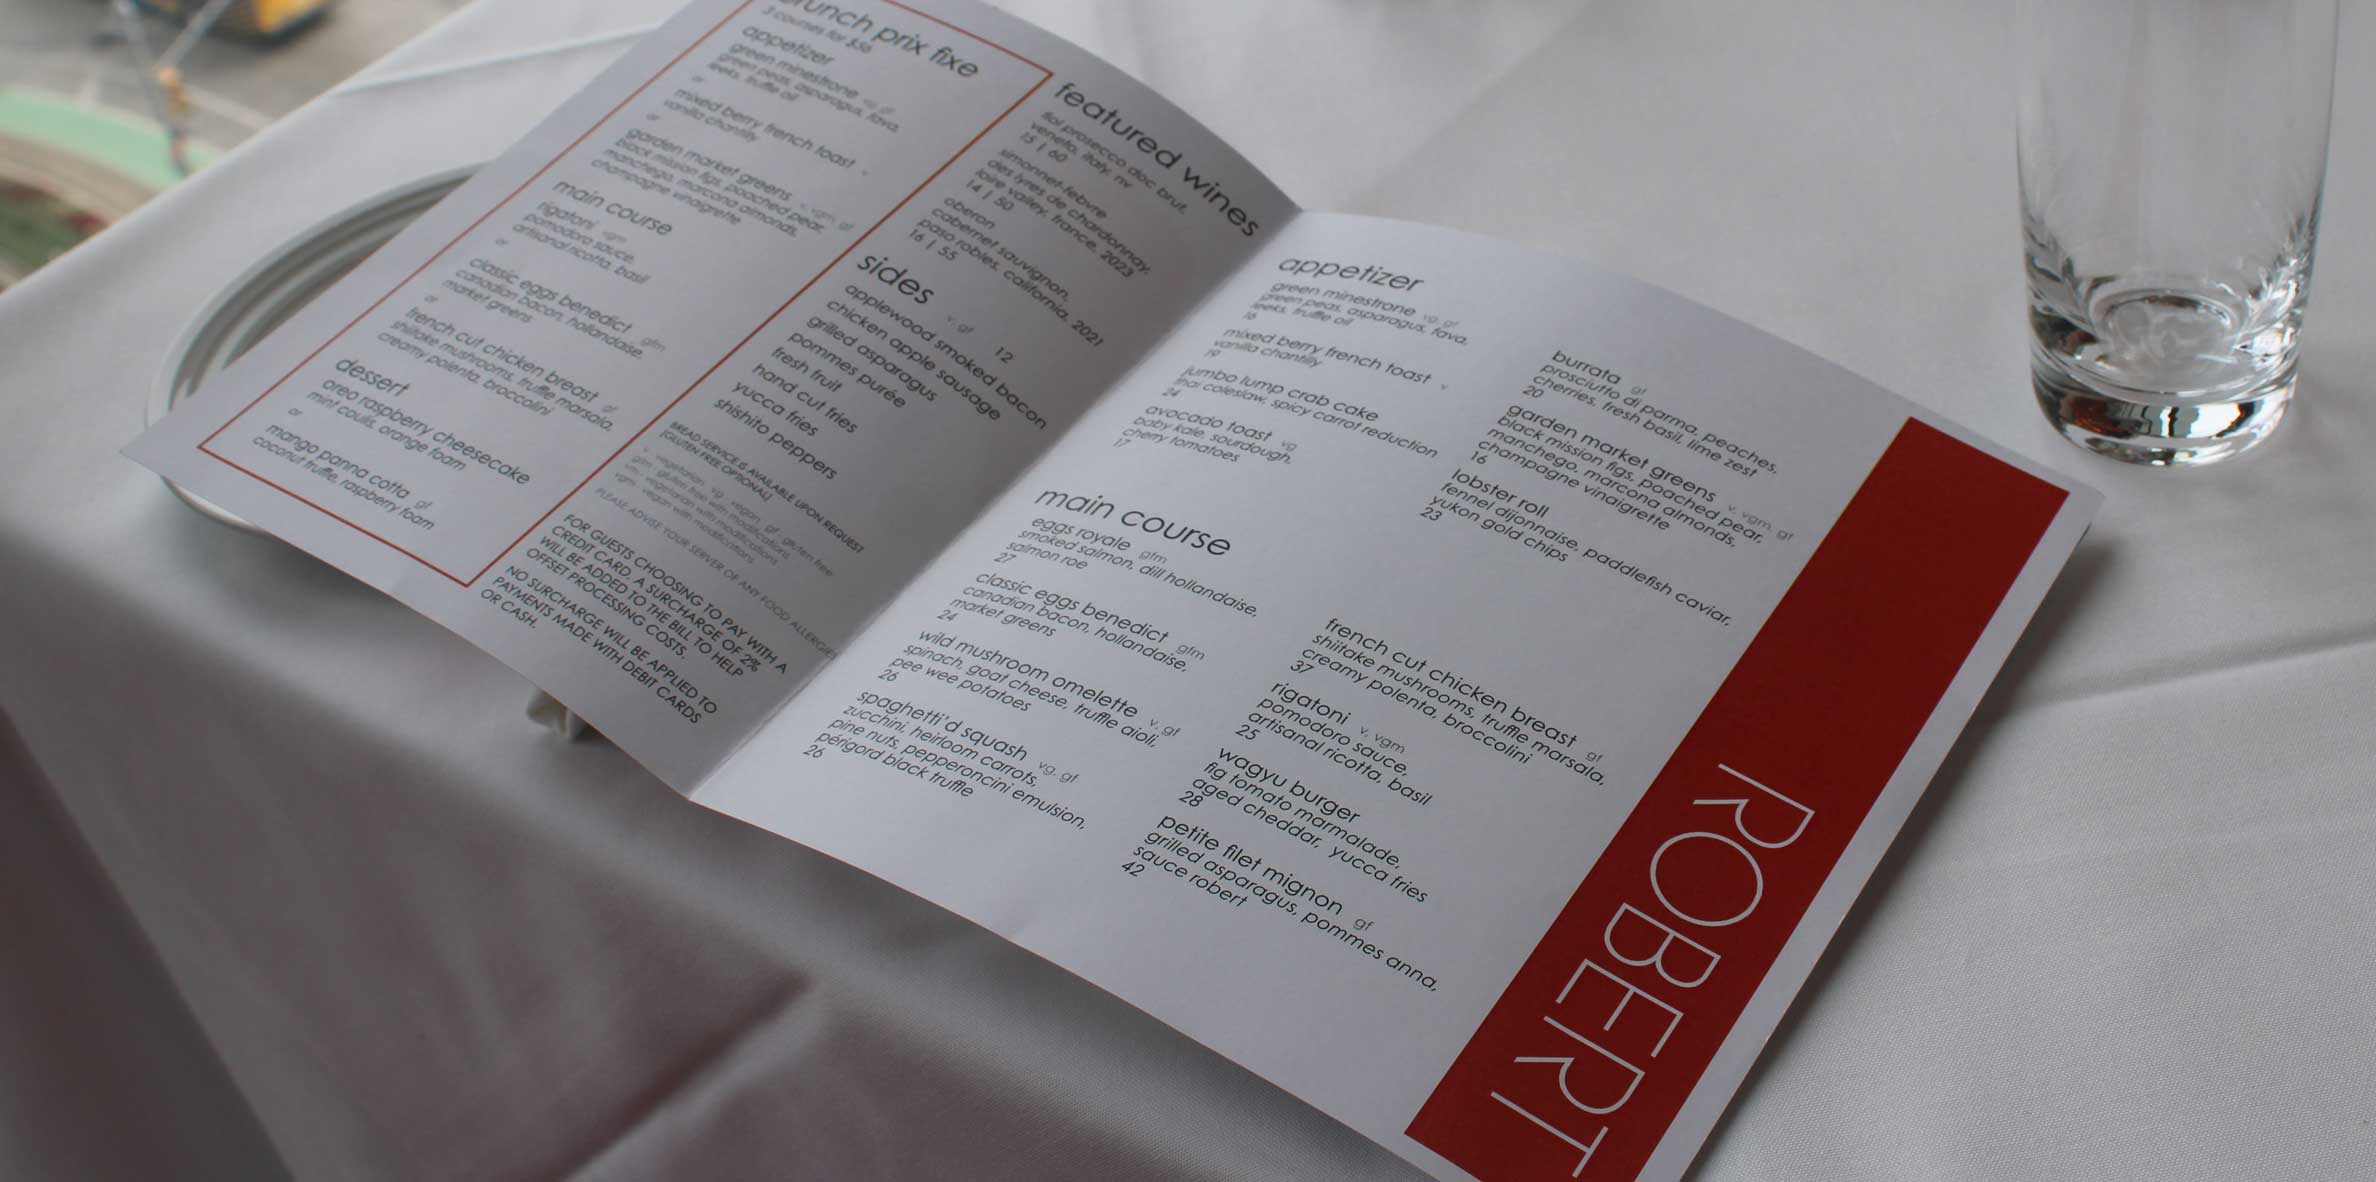 brunch prix fixe
3 courses for $56
appetizer
green minestrone vg, gf
green peas, asparagus, fava,
leeks, truffle oil
or
mixed berry french toast v
vanilla chantilly
or
garden market greens v, vgm, gf
black mission figs, poached pear,
manchego, marcona almonds,
champagne vinaigrette
main course
rigatoni vgm
pomodoro sauce,
artisanal ricotta, basil
or
classic eggs benedict gfm
canadian bacon, hollandaise,
market greens
or
french cut chicken breast gf
shiitake mushrooms, truffle marsala,
creamy polenta, broccolini
dessert
oreo raspberry cheesecake
mint coulis, orange foam
or
mango panna cotta gf
coconut truffle, raspberry foam
featured wines
fiol prosecco doc brut,
veneto, italy, nv
15 | 60
simonnet-febvre
des lyres de chardonnay,
loire valley, france, 2023
14 | 50
oberon
cabernet sauvignon,
paso robles, california, 2021
16 | 55
sides v, gf 12
applewood smoked bacon
chicken apple sausage
grilled asparagus
pommes purée
fresh fruit
hand cut fries
yucca fries
shishito peppers
BREAD SERVICE IS AVAILABLE UPON REQUEST
(GLUTEN FREE OPTIONAL)
v : vegetarian vg : vegan gf : gluten free
gfm : gluten free with modifications
vm : vegetarian with modifications
vgm : vegan with modifications
PLEASE ADVISE YOUR SERVER OF ANY FOOD ALLERGIES
FOR GUESTS CHOOSING TO PAY WITH A
CREDIT CARD, A SURCHARGE OF 2%
WILL BE ADDED TO THE BILL TO HELP
OFFSET PROCESSING COSTS.
NO SURCHARGE WILL BE APPLIED TO
PAYMENTS MADE WITH DEBIT CARDS
OR CASH.
appetizer
green minestrone vg, gf
green peas, asparagus, fava,
leeks, truffle oil
16
mixed berry french toast v
vanilla chantilly
19
jumbo lump crab cake
thai coleslaw, spicy carrot reduction
24
avocado toast vg
baby kale, sourdough,
cherry tomatoes
17
burrata gf
prosciutto di parma, peaches,
cherries, fresh basil, lime zest
20
garden market greens v, vgm, gf
black mission figs, poached pear,
manchego, marcona almonds,
champagne vinaigrette
16
lobster roll
fennel dijonnaise, paddlefish caviar,
yukon gold chips
23
main course
eggs royale gfm
smoked salmon, dill hollandaise,
salmon roe
27
classic eggs benedict gfm
canadian bacon, hollandaise,
market greens
24
wild mushroom omelette v, gf
spinach, goat cheese, truffle aioli,
pee wee potatoes
26
spaghetti'd squash vg, gf
zucchini, heirloom carrots,
pine nuts, pepperoncini emulsion,
périgord black truffle
26
french cut chicken breast gf
shiitake mushrooms, truffle marsala,
creamy polenta, broccolini
37
rigatoni v, vgm
pomodoro sauce,
artisanal ricotta, basil
25
wagyu burger
fig tomato marmalade,
aged cheddar, yucca fries
28
petite filet mignon gf
grilled asparagus, pommes anna,
sauce robert
42
ROBERT